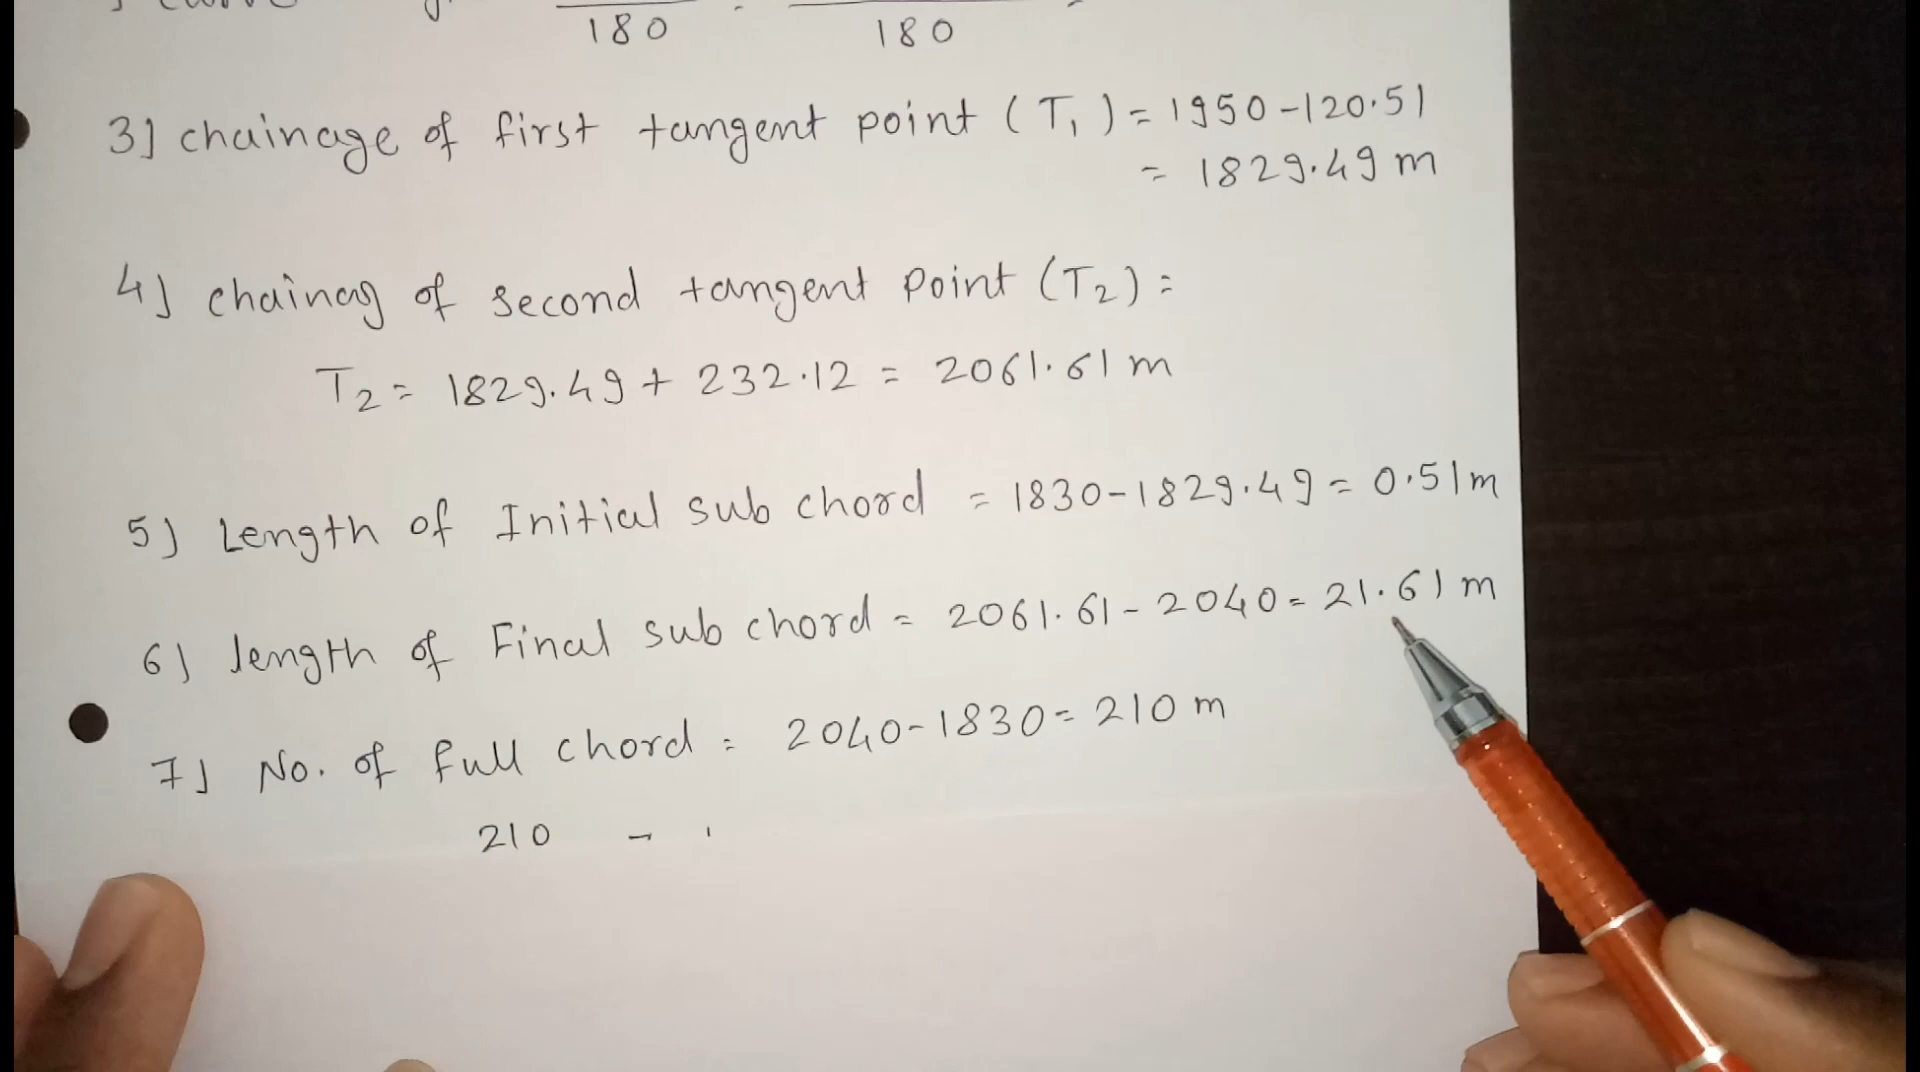 180 180
3] chainage of first tangent point (T1) = 1950-120.51
= 1829.49 m
4] chainag of second tangent point (T2) =
T2 = 1829.49 + 232.12 = 2061.61 m
5] Length of Initial sub chord = 1830-1829.49 = 0.51 m
6] length of Final sub chord = 2061.61 - 2040 = 21.61 m
7] No. of full chord = 2040-1830 = 210 m
210 -